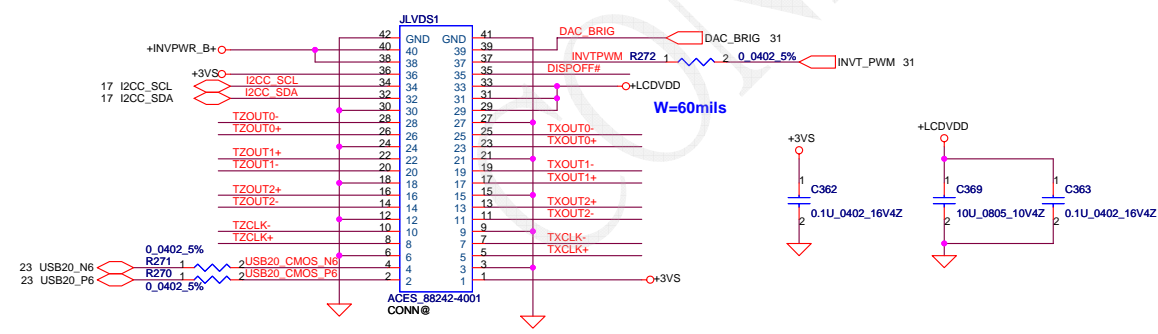 JLVDS1
+INVPWR_B+
+3VS
17 I2CC_SCL
17 I2CC_SDA
I2CC_SCL
I2CC_SDA
TZOUT0-
TZOUT0+
TZOUT1+
TZOUT1-
TZOUT2+
TZOUT2-
TZCLK-
TZCLK+
0_0402_5%
23 USB20_N6 R271 1 2 USB20_CMOS_N6
23 USB20_P6 R270 1 2 USB20_CMOS_P6
0_0402_5%
42 GND GND 41
40 40 39 39
38 38 37 37
36 36 35 35
34 34 33 33
32 32 31 31
30 30 29 29
28 28 27 27
26 26 25 25
24 24 23 23
22 22 21 21
20 20 19 19
18 18 17 17
16 16 15 15
14 14 13 13
12 12 11 11
10 10 9 9
8 8 7 7
6 6 5 5
4 4 3 3
2 2 1 1
ACES_88242-4001
CONN@
DAC_BRIG DAC_BRIG 31
INVTPWM R272 1 2 0_0402_5% INVT_PWM 31
DISPOFF#
+LCDVDD
W=60mils
TXOUT0-
TXOUT0+
TXOUT1-
TXOUT1+
TXOUT2+
TXOUT2-
TXCLK-
TXCLK+
+3VS
+3VS
1
C362
0.1U_0402_16V4Z
2
+LCDVDD
1
C369
10U_0805_10V4Z
2
1
C363
0.1U_0402_16V4Z
2
CON